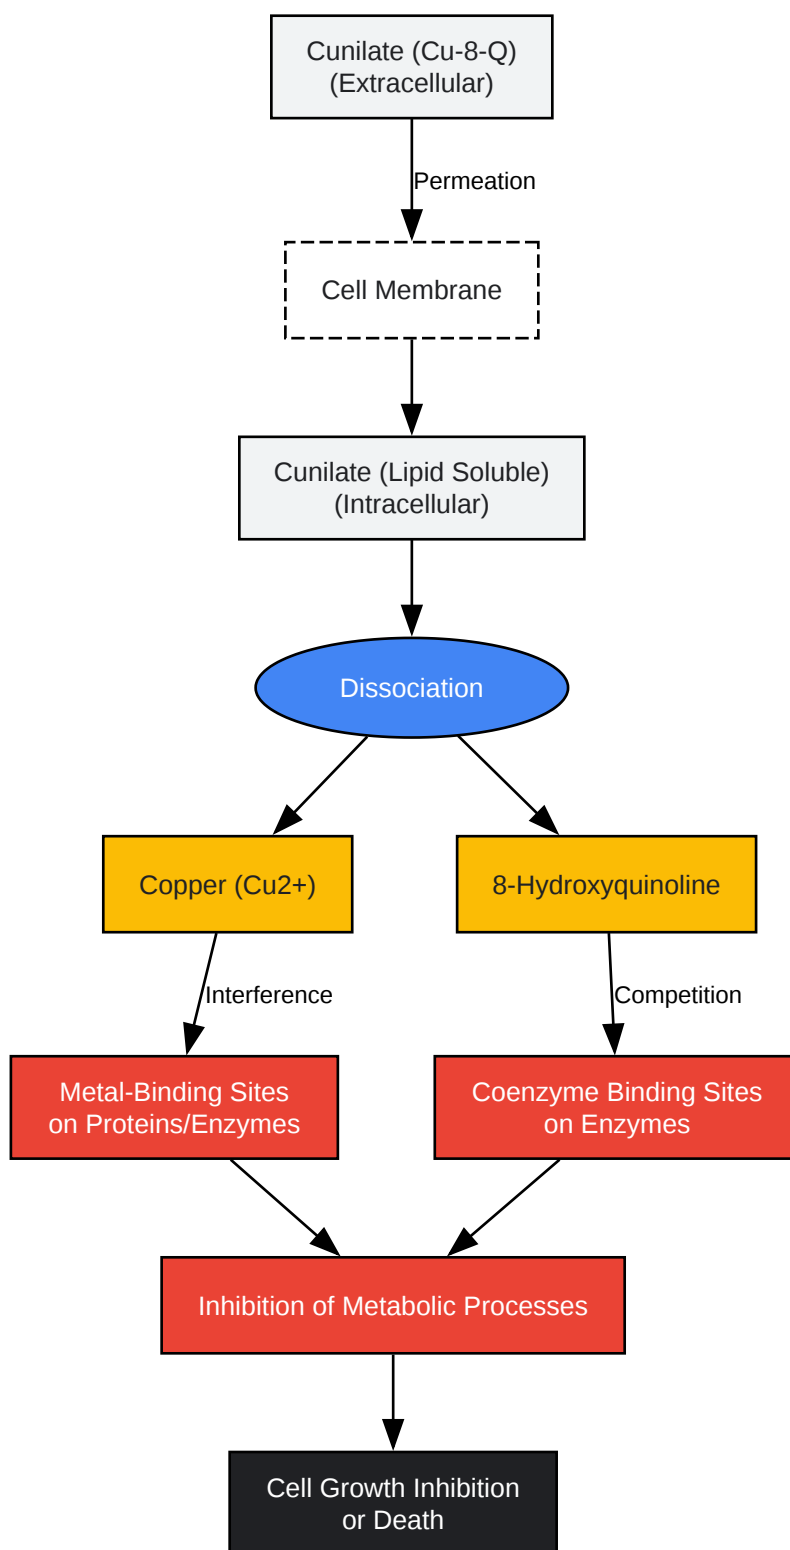 Cunilate (Cu-8-Q)
(Extracellular)
Permeation
Cell Membrane
Cunilate (Lipid Soluble)
(Intracellular)
Dissociation
Copper (Cu2+)
8-Hydroxyquinoline
Interference
Competition
Metal-Binding Sites
on Proteins/Enzymes
Coenzyme Binding Sites
on Enzymes
Inhibition of Metabolic Processes
Cell Growth Inhibition
or Death